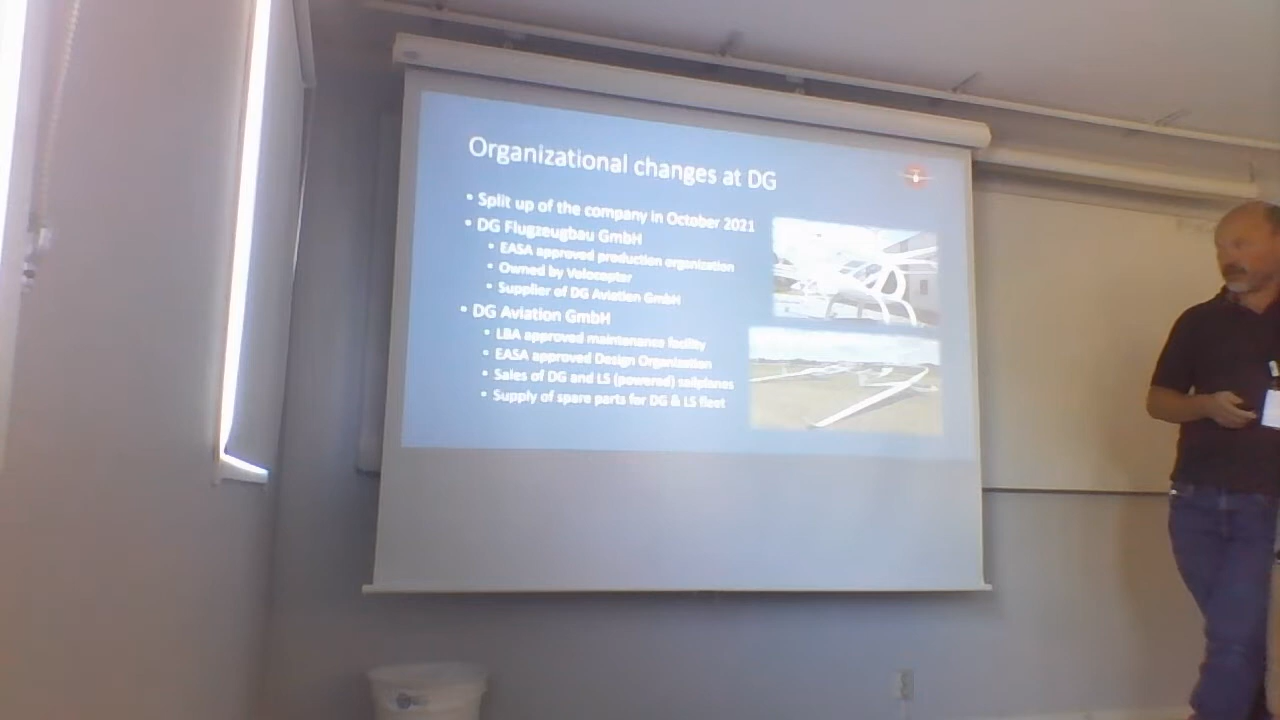 Organizational changes at DG
• Split up of the company in October 2021
• DG Flugzeugbau GmbH
• EASA approved production organization
• Owned by Volocopter
• Supplier of DG Aviation GmbH
• DG Aviation GmbH
• LBA approved maintenance facility
• EASA approved Design Organization
• Sales of DG and LS (powered) sailplanes
• Supply of spare parts for DG & LS fleet